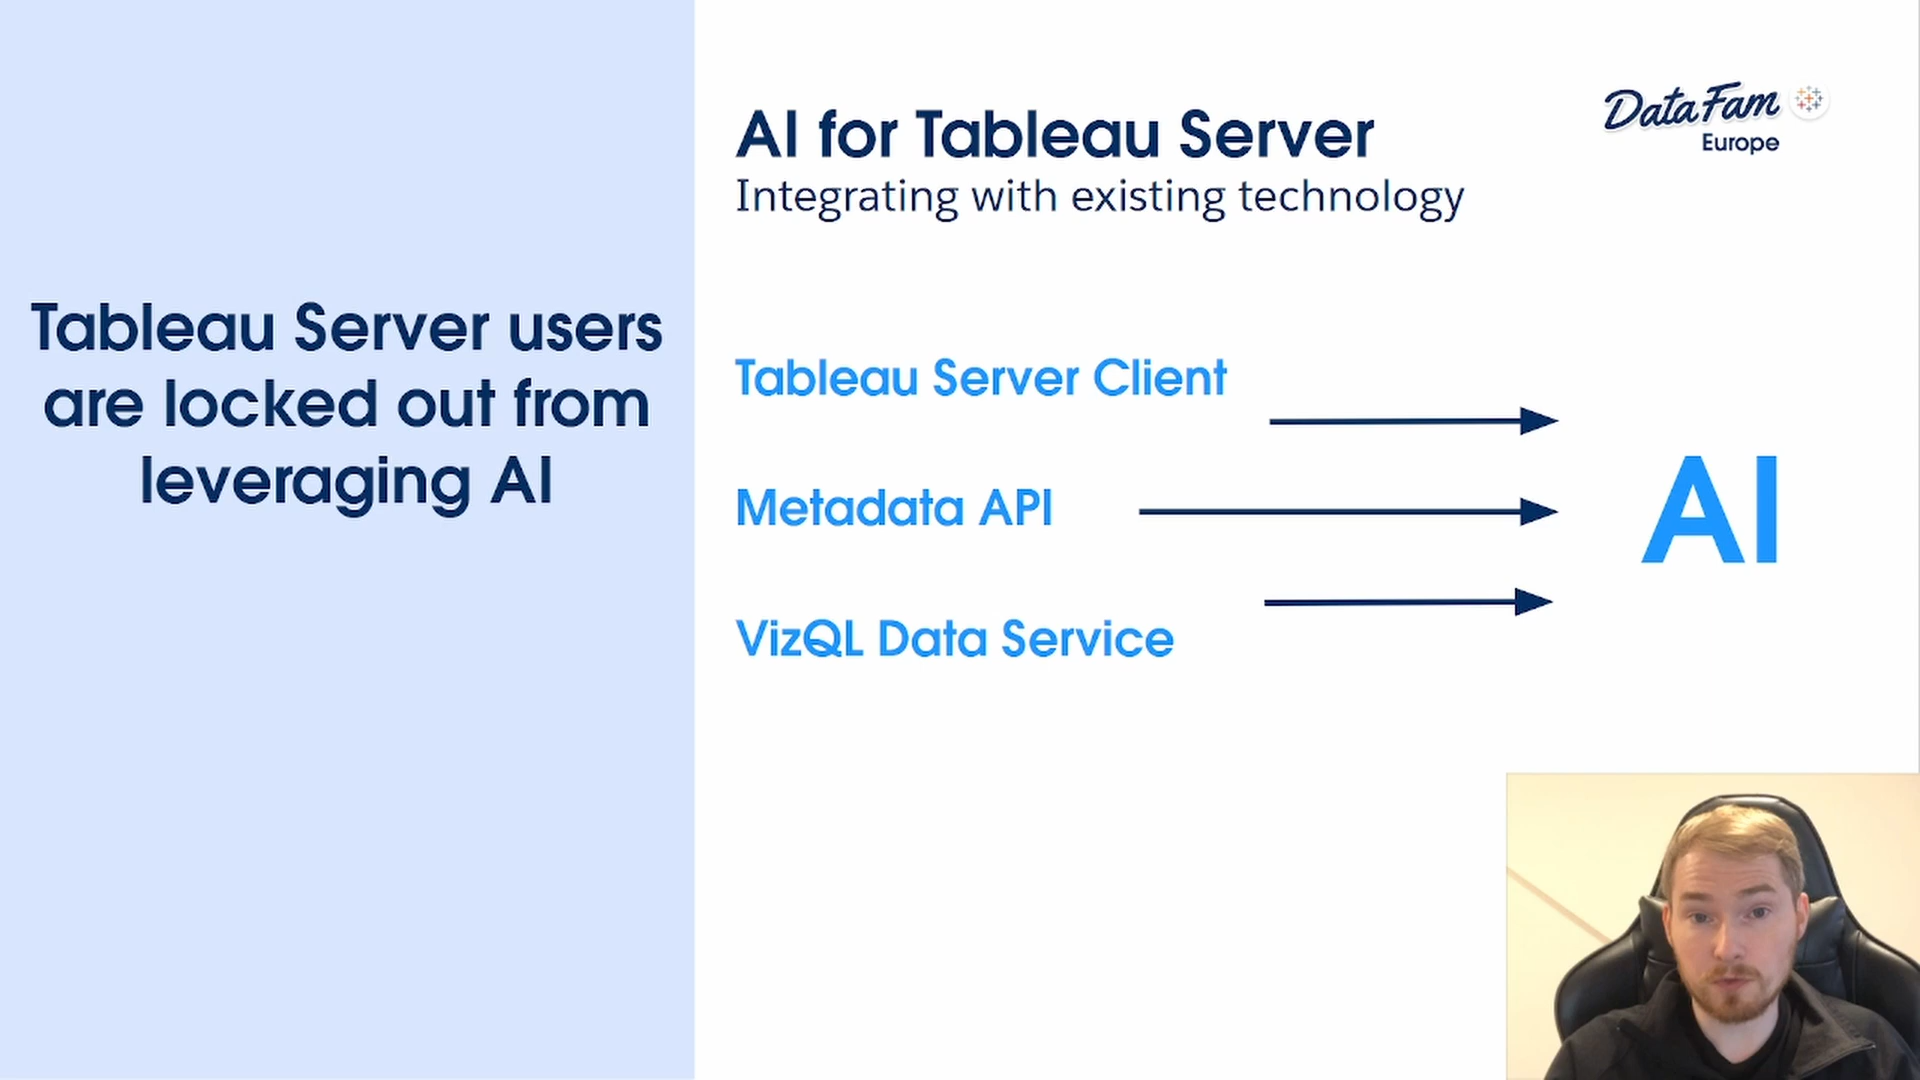 Tableau Server users
are locked out from
leveraging AI
AI for Tableau Server
Integrating with existing technology
DataFam
Europe
Tableau Server Client
Metadata API
VizQL Data Service
AI